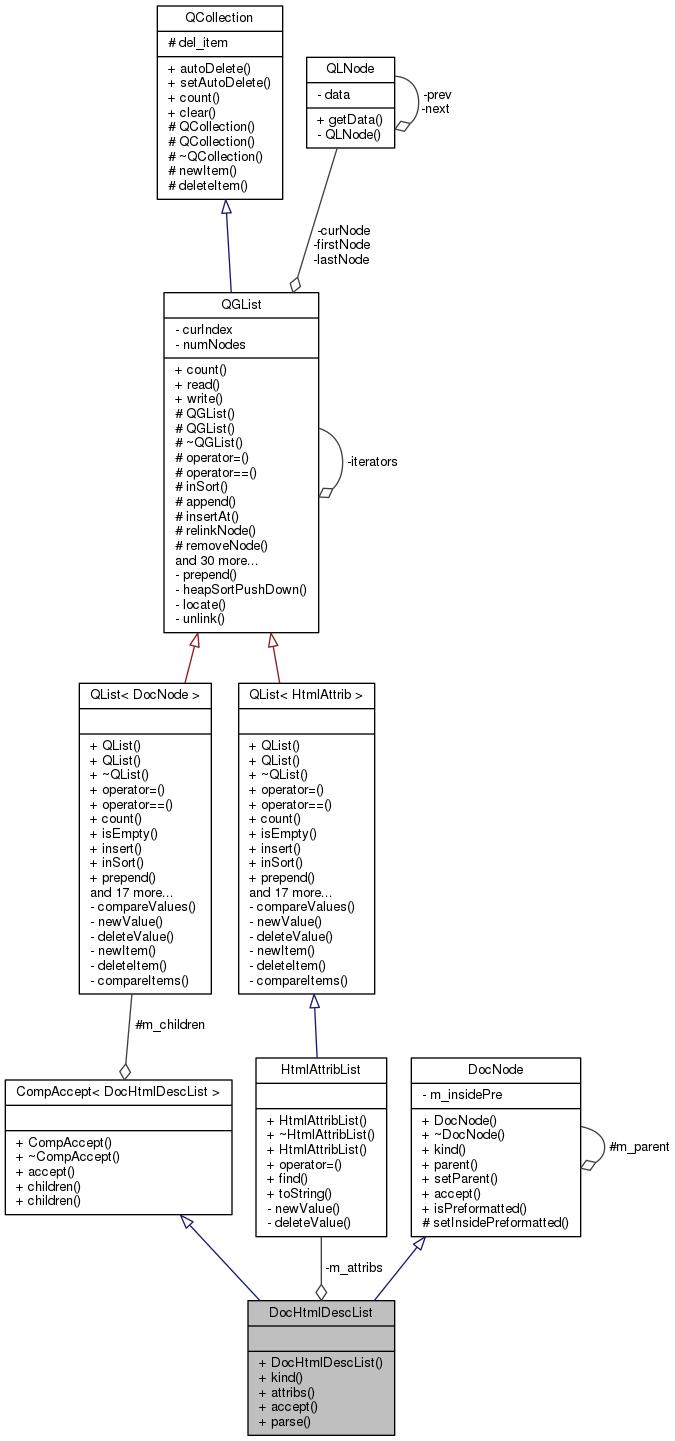 QCollection
# del_item
+ autoDelete()
+ setAutoDelete()
+ count()
+ clear()
# QCollection()
# QCollection()
# ~QCollection()
# newItem()
# deleteItem()
QLNode
- data
+ getData()
- QLNode()
-prev
-next
-curNode
-firstNode
-lastNode
QGList
- curIndex
- numNodes
+ count()
+ read()
+ write()
# QGList()
# QGList()
# ~QGList()
# operator=()
# operator==()
# inSort()
# append()
# insertAt()
# relinkNode()
# removeNode()
and 30 more...
- prepend()
- heapSortPushDown()
- locate()
- unlink()
-iterators
QList< DocNode >
+ QList()
+ QList()
+ ~QList()
+ operator=()
+ operator==()
+ count()
+ isEmpty()
+ insert()
+ inSort()
+ prepend()
and 17 more...
- compareValues()
- newValue()
- deleteValue()
- newItem()
- deleteItem()
- compareItems()
QList< HtmlAttrib >
+ QList()
+ QList()
+ ~QList()
+ operator=()
+ operator==()
+ count()
+ isEmpty()
+ insert()
+ inSort()
+ prepend()
and 17 more...
- compareValues()
- newValue()
- deleteValue()
- newItem()
- deleteItem()
- compareItems()
#m_children
CompAccept< DocHtmlDescList >
+ CompAccept()
+ ~CompAccept()
+ accept()
+ children()
+ children()
HtmlAttribList
+ HtmlAttribList()
+ ~HtmlAttribList()
+ HtmlAttribList()
+ operator=()
+ find()
+ toString()
- newValue()
- deleteValue()
DocNode
- m_insidePre
+ DocNode()
+ ~DocNode()
+ kind()
+ parent()
+ setParent()
+ accept()
+ isPreformatted()
# setInsidePreformatted()
#m_parent
-m_attribs
DocHtmlDescList
+ DocHtmlDescList()
+ kind()
+ attribs()
+ accept()
+ parse()